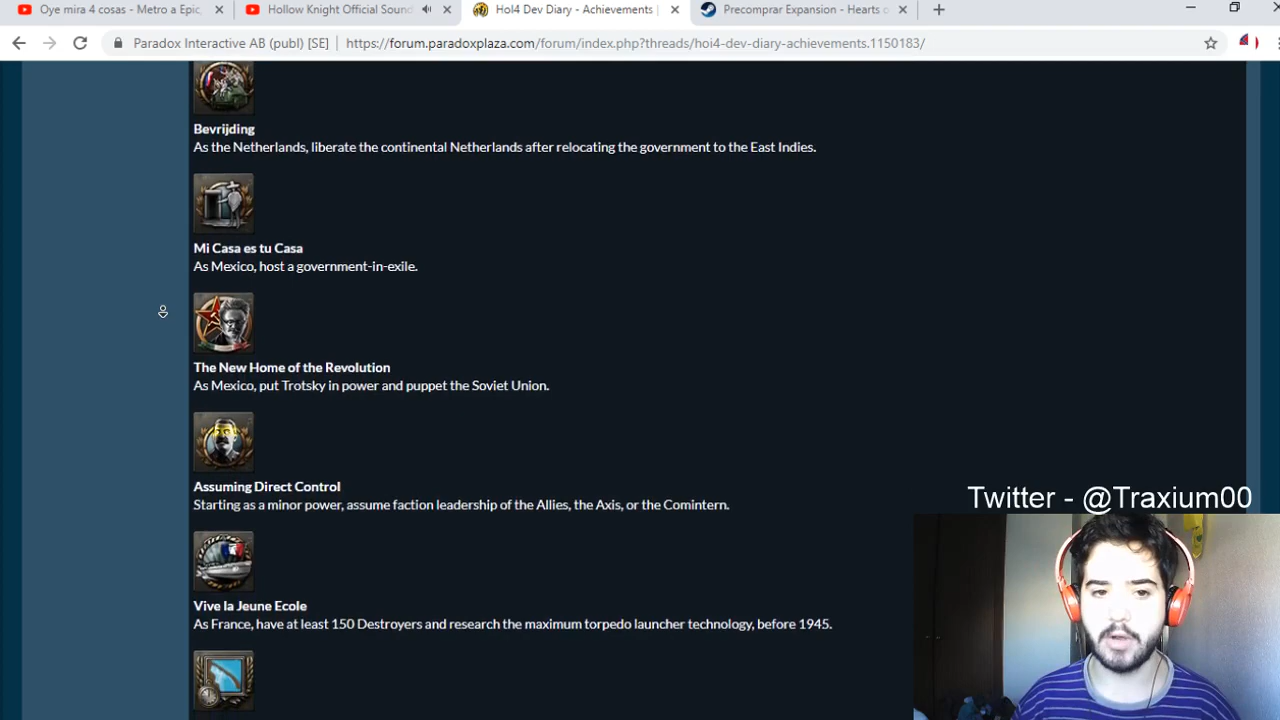 Oye mira 4 cosas - Metro a Epic,
Hollow Knight Official Sound
HoI4 Dev Diary - Achievements |
Precomprar Expansion - Hearts o
Paradox Interactive AB (publ) [SE]
https://forum.paradoxplaza.com/forum/index.php?threads/hoi4-dev-diary-achievements.1150183/
Bevrijding
As the Netherlands, liberate the continental Netherlands after relocating the government to the East Indies.
Mi Casa es tu Casa
As Mexico, host a government-in-exile.
The New Home of the Revolution
As Mexico, put Trotsky in power and puppet the Soviet Union.
Assuming Direct Control
Starting as a minor power, assume faction leadership of the Allies, the Axis, or the Comintern.
Twitter - @Traxium00
Vive la Jeune Ecole
As France, have at least 150 Destroyers and research the maximum torpedo launcher technology, before 1945.